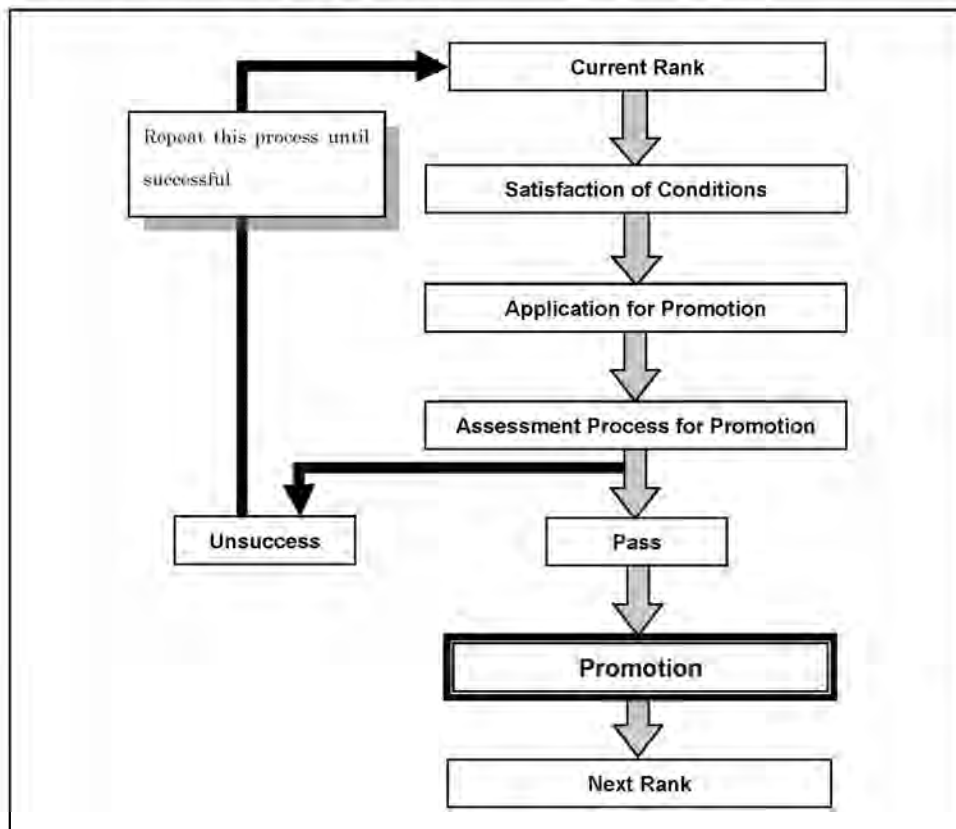 Current Rank
Repeat this process until
successful
Satisfaction of Conditions
Application for Promotion
Assessment Process for Promotion
Unsuccess
Pass
Promotion
Next Rank